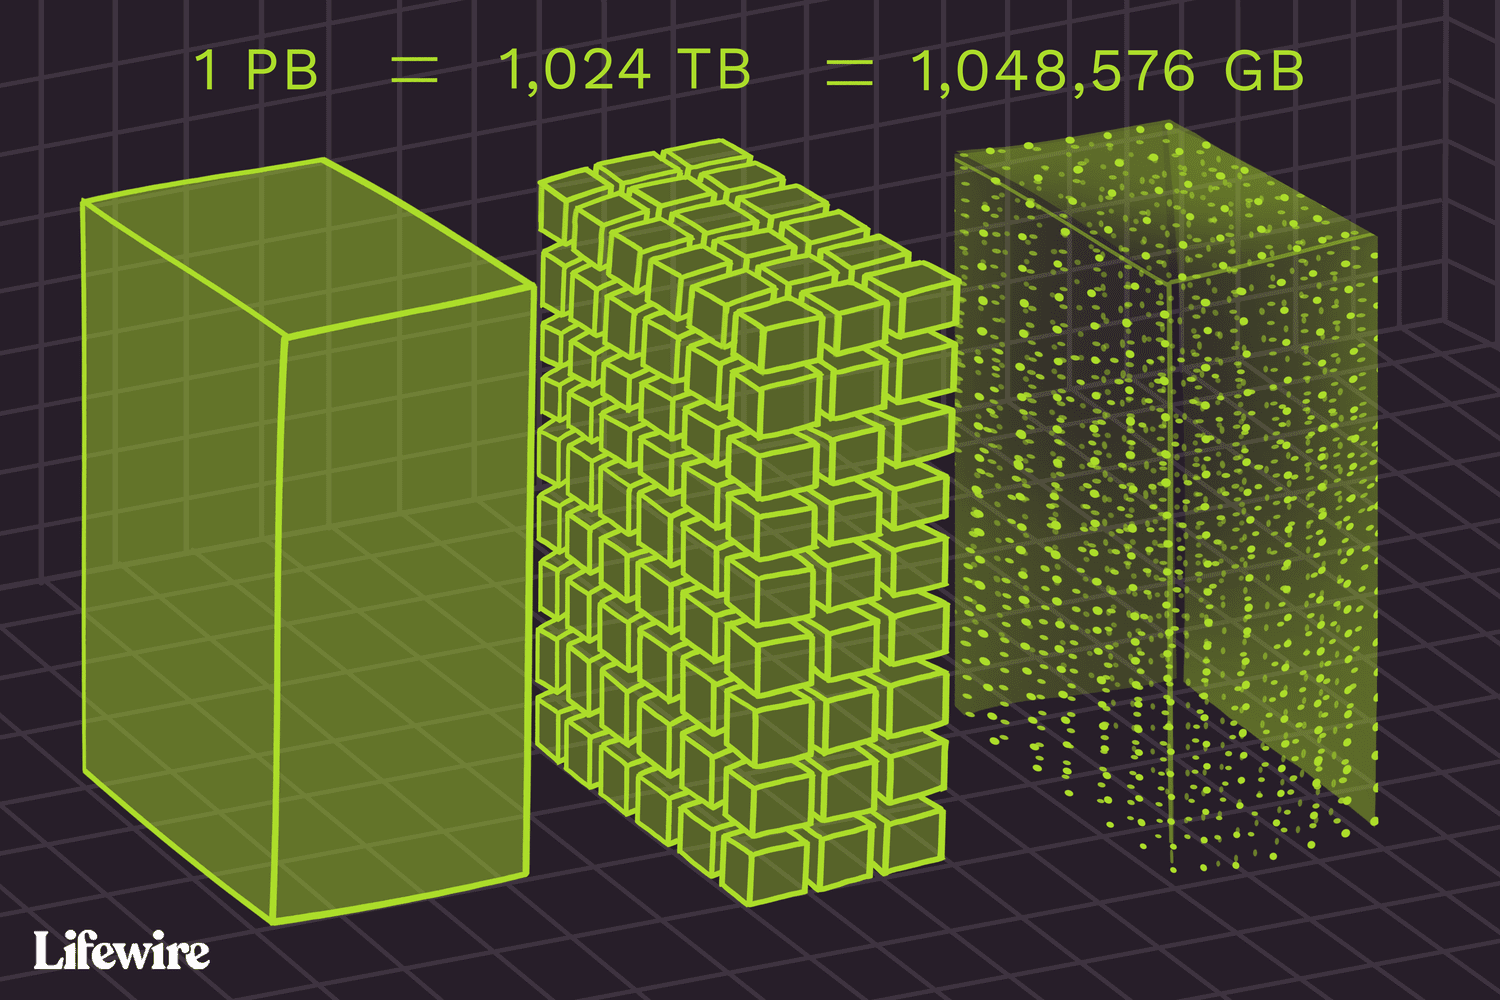 1 PB = 1,024 TB = 1,048,576 GB
Lifewire